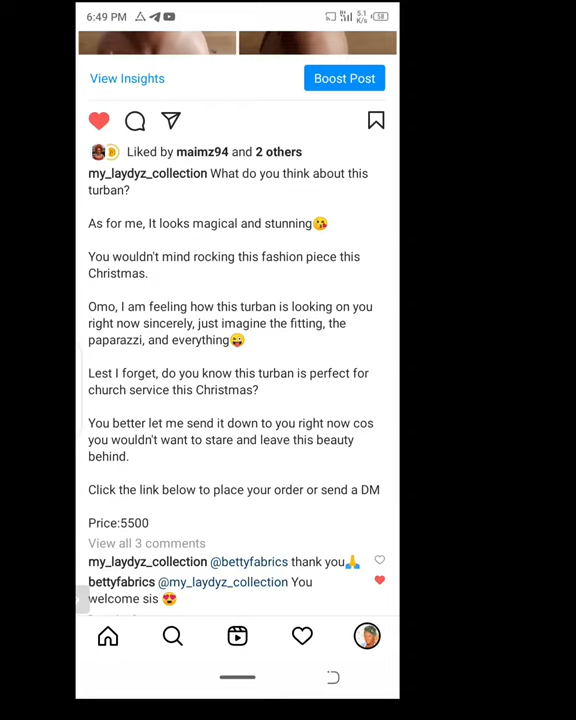 6:49 PM
5.1
K/s
58
View Insights
Boost Post
Liked by maimz94 and 2 others
my_laydyz_collection What do you think about this
turban?
As for me, It looks magical and stunning😘
You wouldn't mind rocking this fashion piece this
Christmas.
Omo, I am feeling how this turban is looking on you
right now sincerely, just imagine the fitting, the
paparazzi, and everything😜
Lest I forget, do you know this turban is perfect for
church service this Christmas?
You better let me send it down to you right now cos
you wouldn't want to stare and leave this beauty
behind.
Click the link below to place your order or send a DM
Price:5500
View all 3 comments
my_laydyz_collection @bettyfabrics thank you🙏
bettyfabrics @my_laydyz_collection You
welcome sis 😍